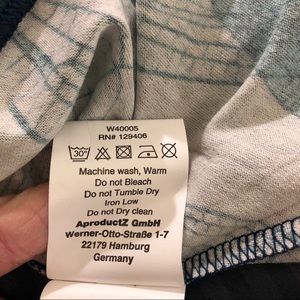 W40005
RN# 129406
30°
Machine wash, Warm
Do not Bleach
Do not Tumble Dry
Iron Low
Do not Dry clean
AproductZ GmbH
Werner-Otto-Straße 1-7
22179 Hamburg
Germany